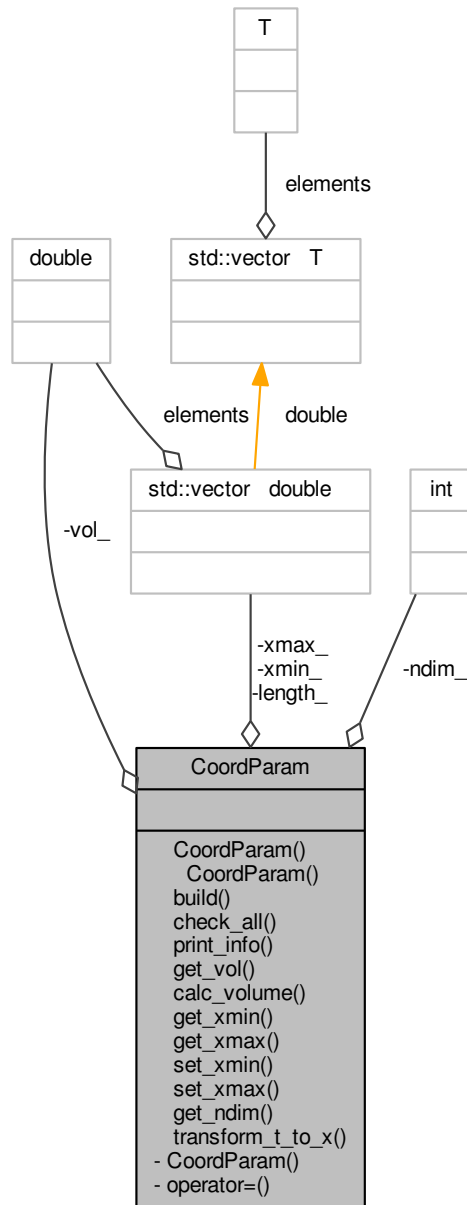 T
elements
double
std::vector T
elements
double
-vol_
std::vector double
int
-xmax_
-xmin_
-length_
-ndim_
CoordParam
CoordParam()
CoordParam()
build()
check_all()
print_info()
get_vol()
calc_volume()
get_xmin()
get_xmax()
set_xmin()
set_xmax()
get_ndim()
transform_t_to_x()
- CoordParam()
- operator=()